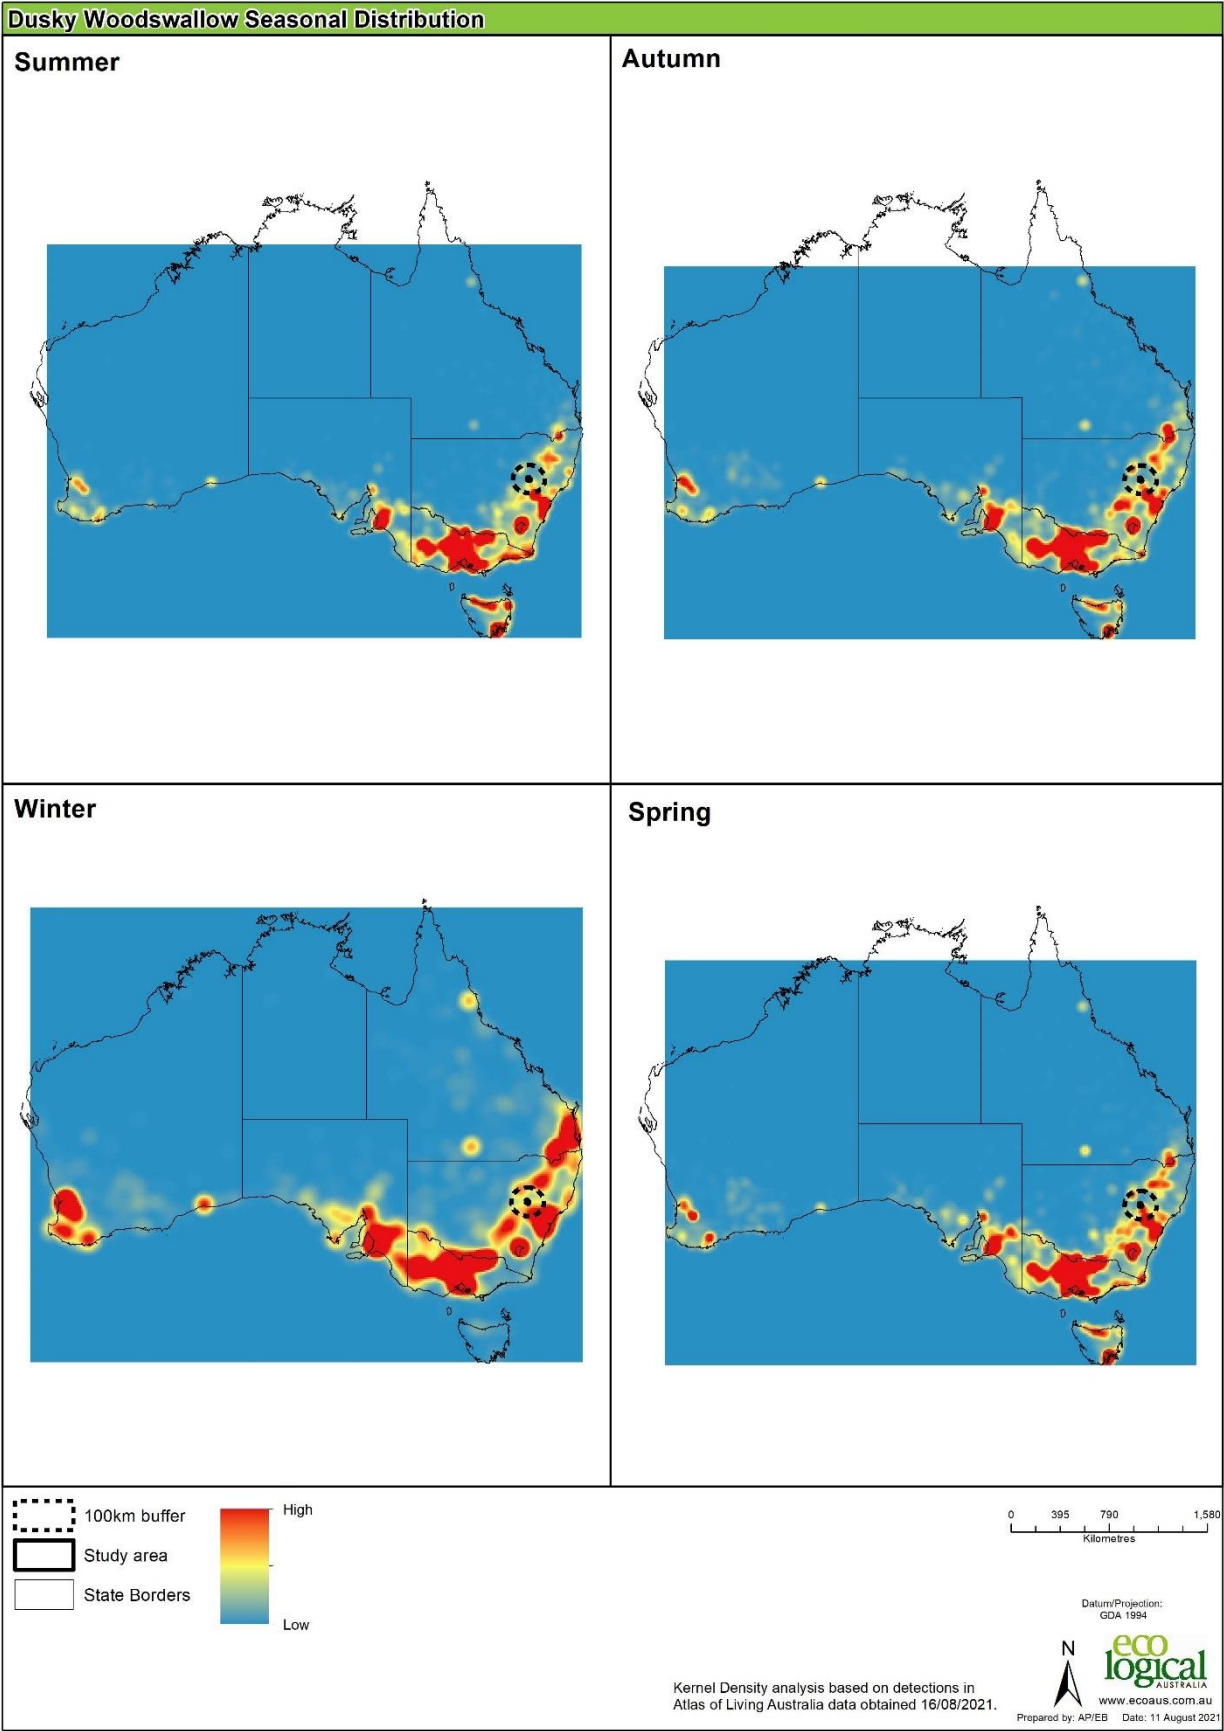 Dusky Woodswallow Seasonal Distribution
Summer
Autumn
Winter
Spring
100km buffer
Study area
State Borders
High
Low
0 395 790 1,580
Kilometres
Datum/Projection:
GDA 1994
N
eco
logical
AUSTRALIA
www.ecoaus.com.au
Kernel Density analysis based on detections in
Atlas of Living Australia data obtained 16/08/2021.
Prepared by: AP/EB Date: 11 August 2021